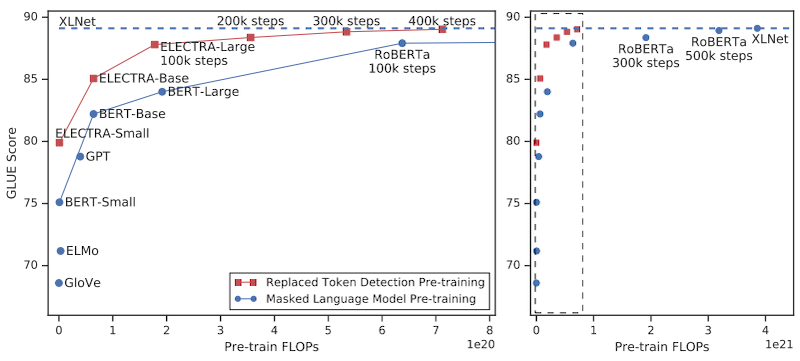 90
85
80
75
70
GLUE Score
XLNet
200k steps
300k steps
400k steps
ELECTRA-Large
100k steps
RoBERTa
100k steps
ELECTRA-Base
BERT-Large
BERT-Base
ELECTRA-Small
GPT
BERT-Small
ELMo
GloVe
Replaced Token Detection Pre-training
Masked Language Model Pre-training
0 1 2 3 4 5 6 7 8
Pre-train FLOPs
1e20
90
85
80
75
70
RoBERTa
300k steps
RoBERTa
500k steps
XLNet
0 1 2 3 4
Pre-train FLOPs
1e21